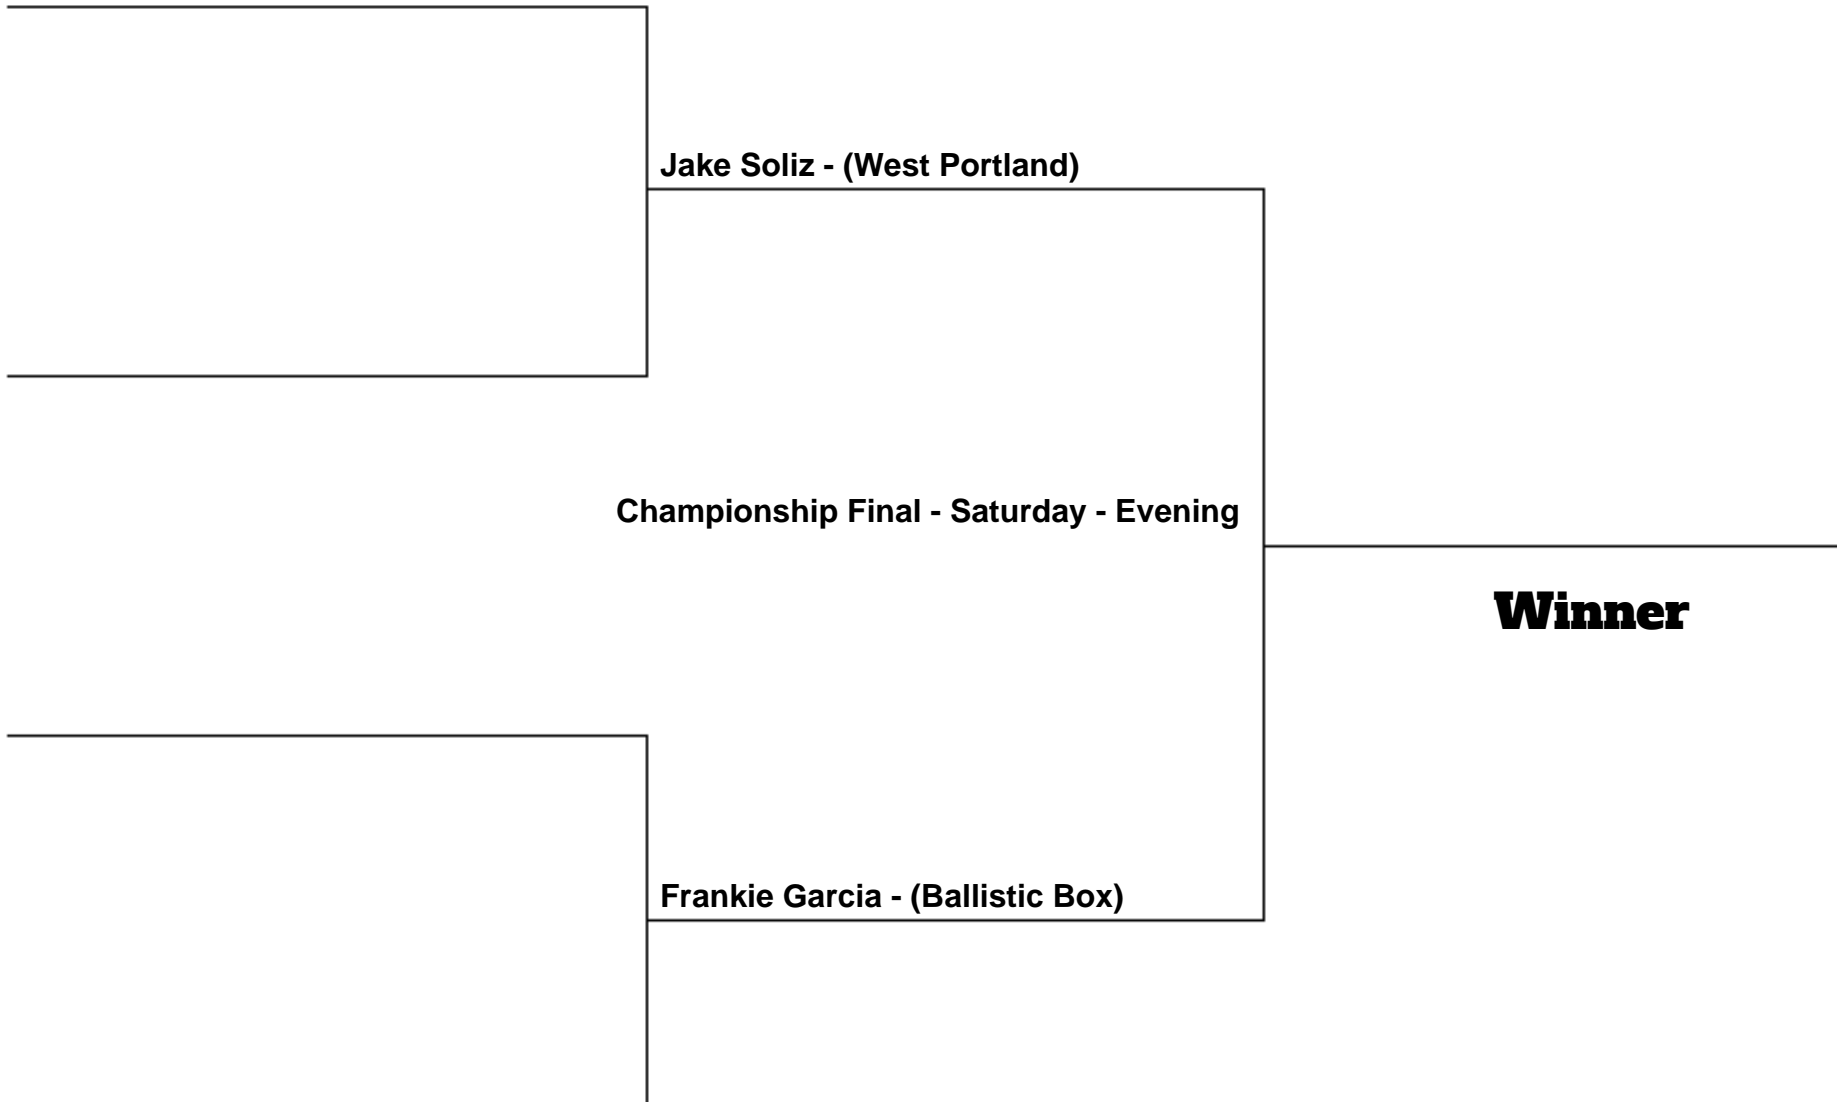 Jake Soliz - (West Portland)
Championship Final - Saturday - Evening
Winner
Frankie Garcia - (Ballistic Box)